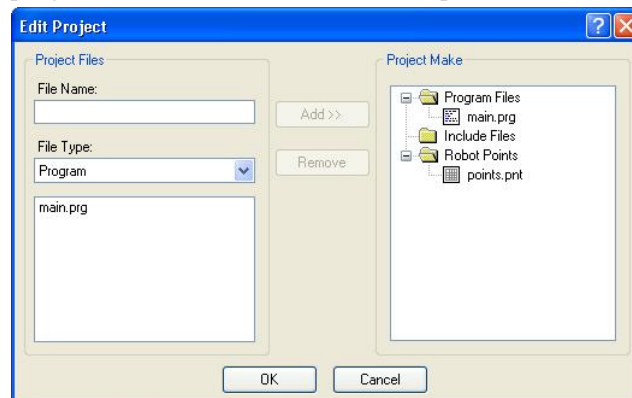 Edit Project
Project Files
File Name:
Add >>
File Type:
Program
Remove
main.prg
Project Make
Program Files
main.prg
Include Files
Robot Points
points.pnt
OK
Cancel